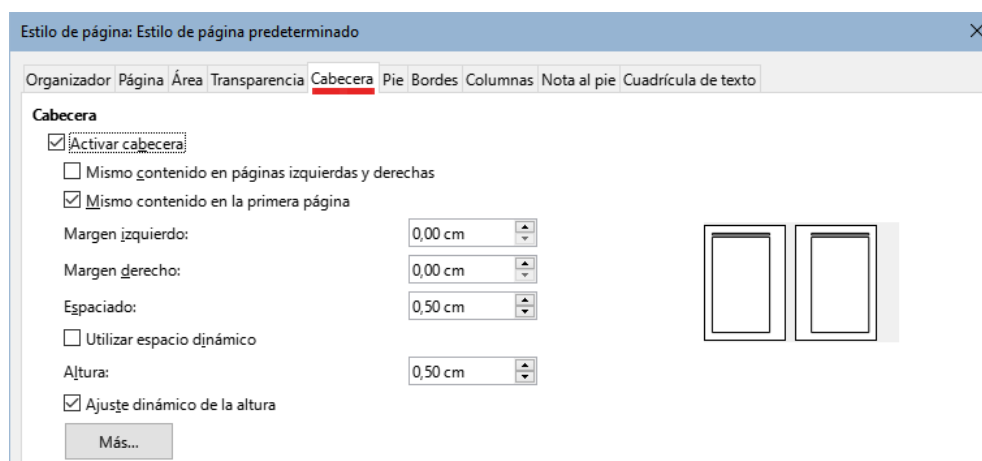 Estilo de página: Estilo de página predeterminado
Organizador Página Área Transparencia Cabecera Pie Bordes Columnas Nota al pie Cuadrícula de texto
Cabecera
Activar cabecera
Mismo contenido en páginas izquierdas y derechas
Mismo contenido en la primera página
Margen izquierdo: 0,00 cm
Margen derecho: 0,00 cm
Espaciado: 0,50 cm
Utilizar espacio dinámico
Altura: 0,50 cm
Ajuste dinámico de la altura
Más...